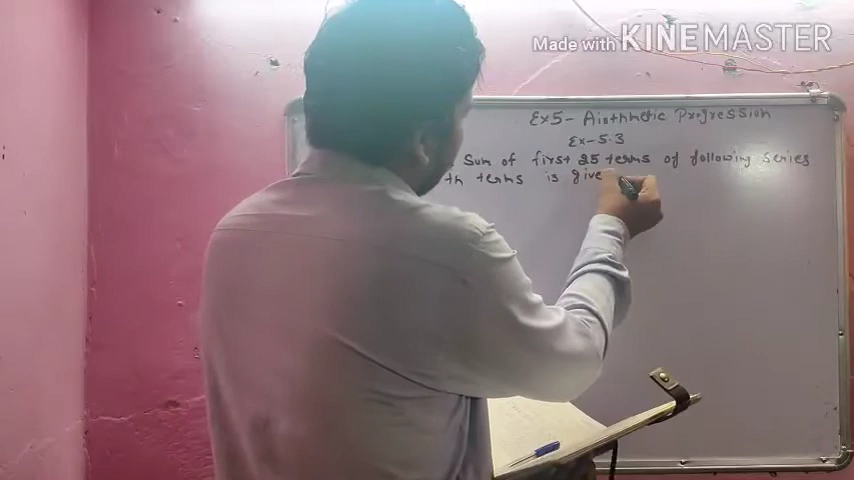 Made with KINEMASTER
Ex5- Arithmetic Progression
Ex-5.3
Sum of first 25 terms of following series
th terms is give